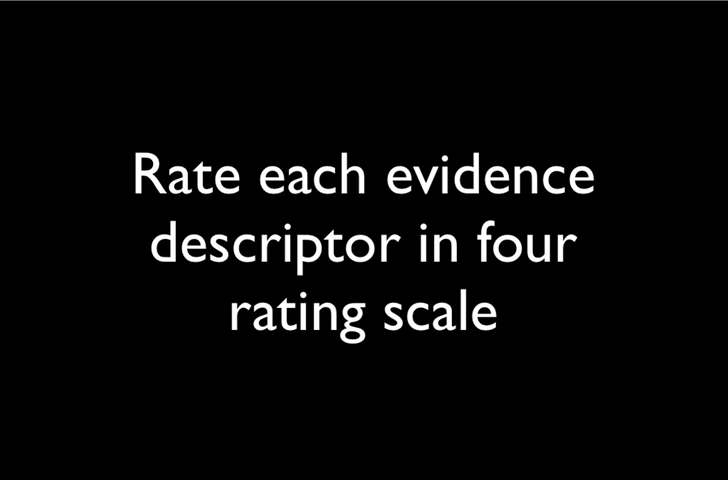 Rate each evidence
descriptor in four
rating scale